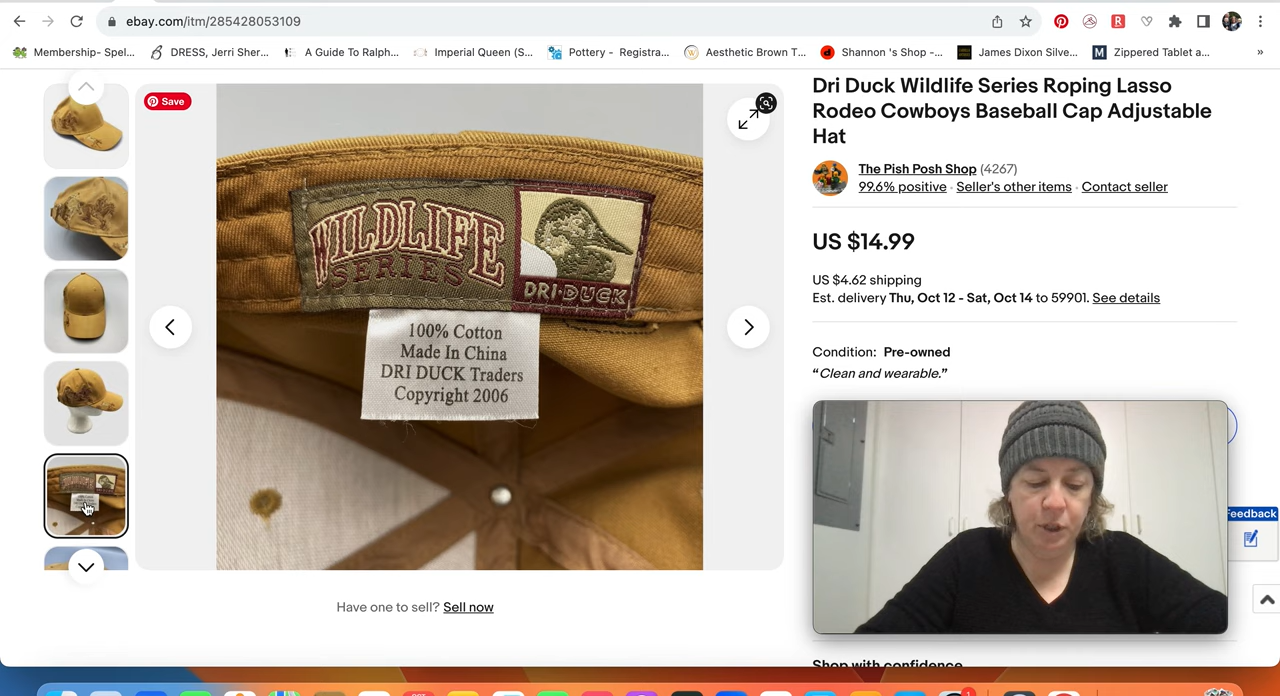 ebay.com/itm/285428053109
Membership- Spel...
DRESS, Jerri Sher...
A Guide To Ralph...
Imperial Queen (S...
Pottery - Registra...
Aesthetic Brown T...
Shannon 's Shop -...
James Dixon Silve...
Zippered Tablet a...
»
Save
WILDLIFE
SERIES
DRI·DUCK
100% Cotton
Made In China
DRI DUCK Traders
Copyright 2006
Have one to sell? Sell now
Dri Duck Wildlife Series Roping Lasso
Rodeo Cowboys Baseball Cap Adjustable
Hat
The Pish Posh Shop (4267)
99.6% positive · Seller's other items · Contact seller
US $14.99
US $4.62 shipping
Est. delivery Thu, Oct 12 - Sat, Oct 14 to 59901. See details
Condition: Pre-owned
“Clean and wearable.”
Feedback
Shop with confidence